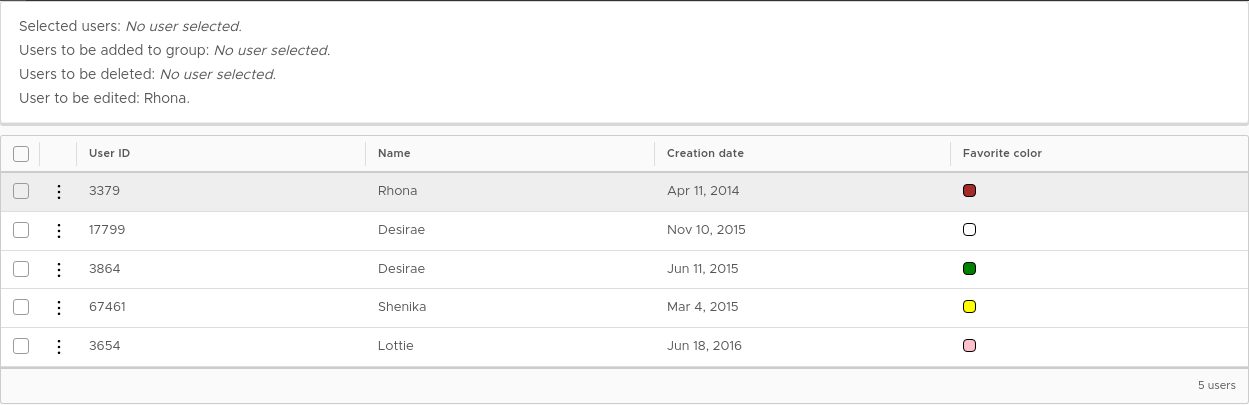 Selected users: No user selected.
Users to be added to group: No user selected.
Users to be deleted: No user selected.
User to be edited: Rhona.
User ID Name Creation date Favorite color
3379 Rhona Apr 11, 2014
17799 Desirae Nov 10, 2015
3864 Desirae Jun 11, 2015
67461 Shenika Mar 4, 2015
3654 Lottie Jun 18, 2016
5 users